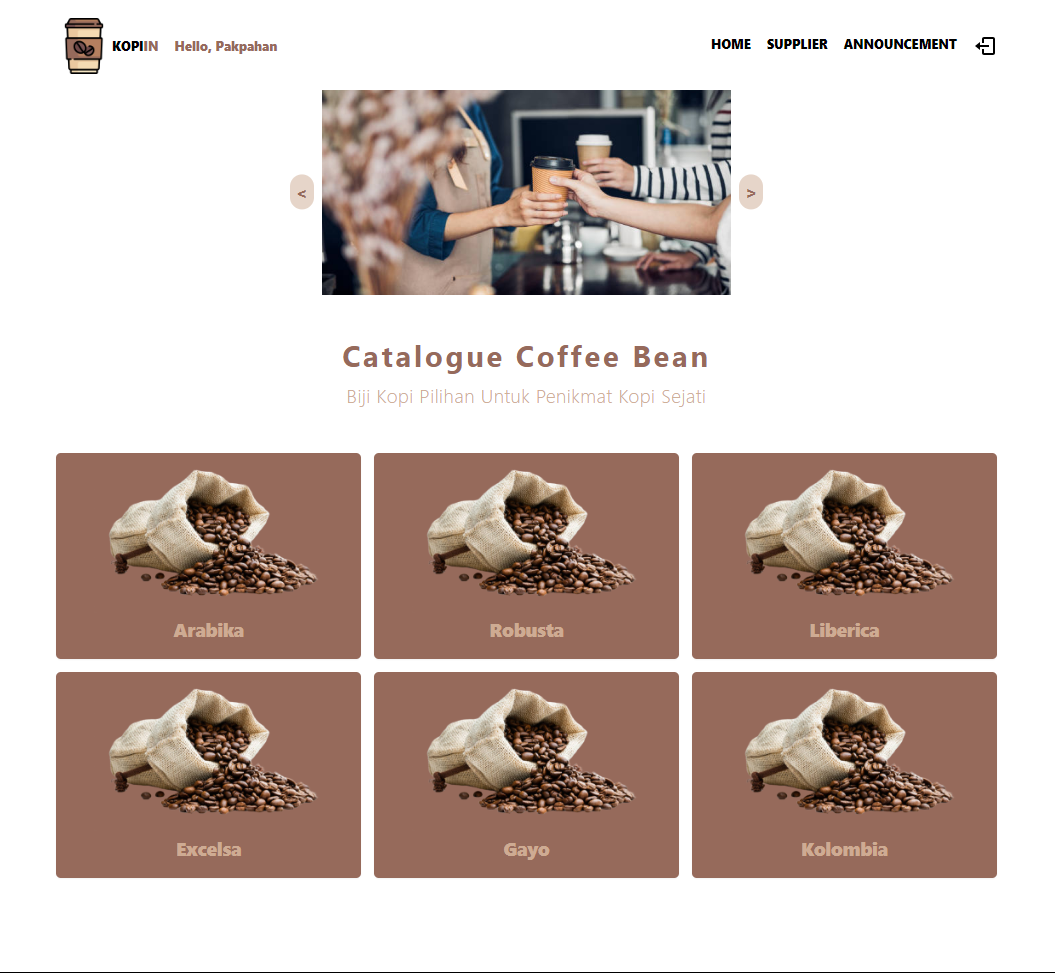 KOPIIN Hello, Pakpahan HOME SUPPLIER ANNOUNCEMENT
< >
Catalogue Coffee Bean
Biji Kopi Pilihan Untuk Penikmat Kopi Sejati
Arabika Robusta Liberica
Excelsa Gayo Kolombia